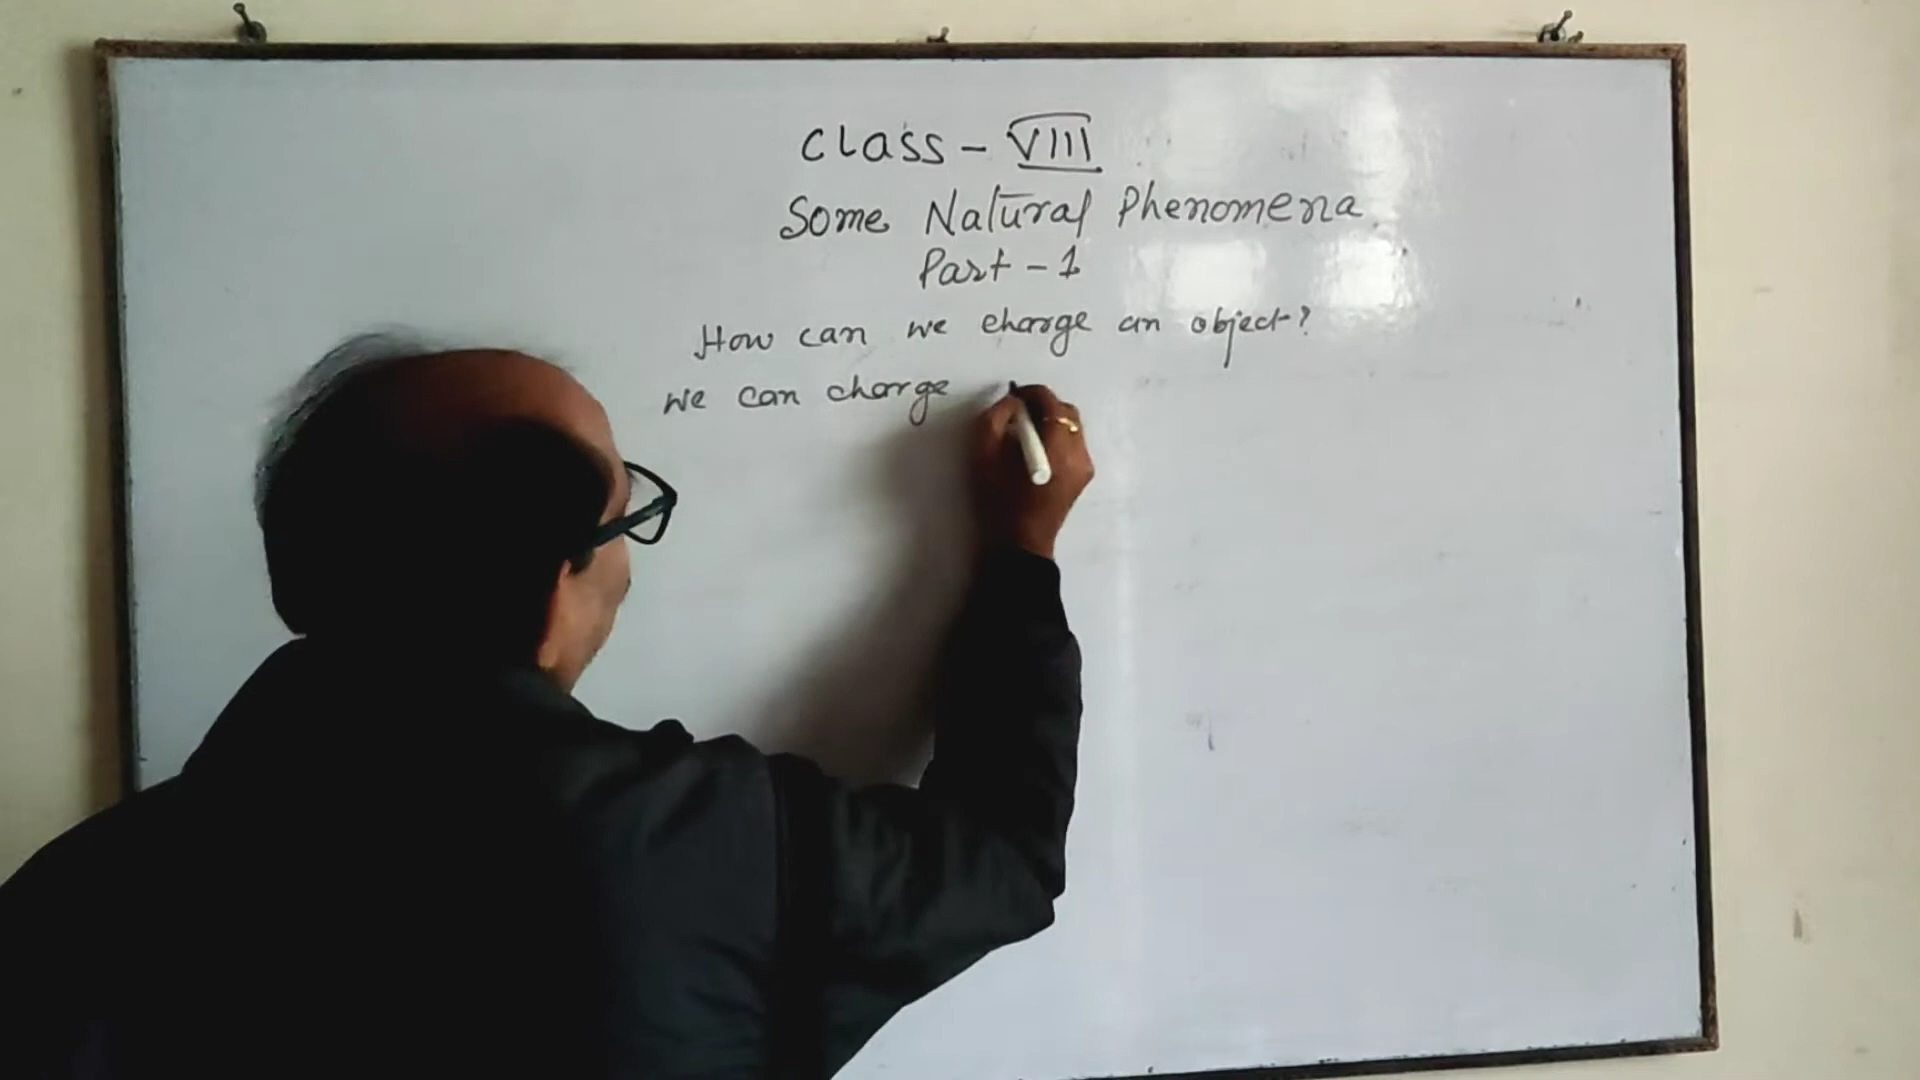 Class - VIII
Some Natural Phenomena
Part - 1
How can we charge an object?
We can charge